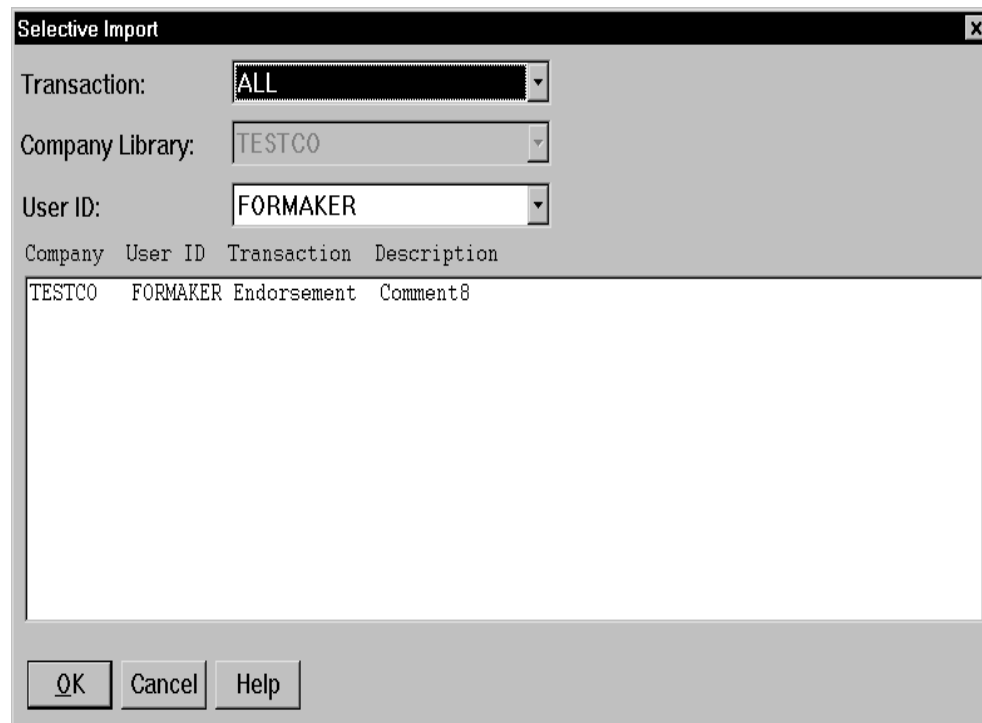 Selective Import
Transaction: ALL
Company Library: TESTCO
User ID: FORMAKER
Company User ID Transaction Description
TESTCO FORMAKER Endorsement Comment8
OK Cancel Help